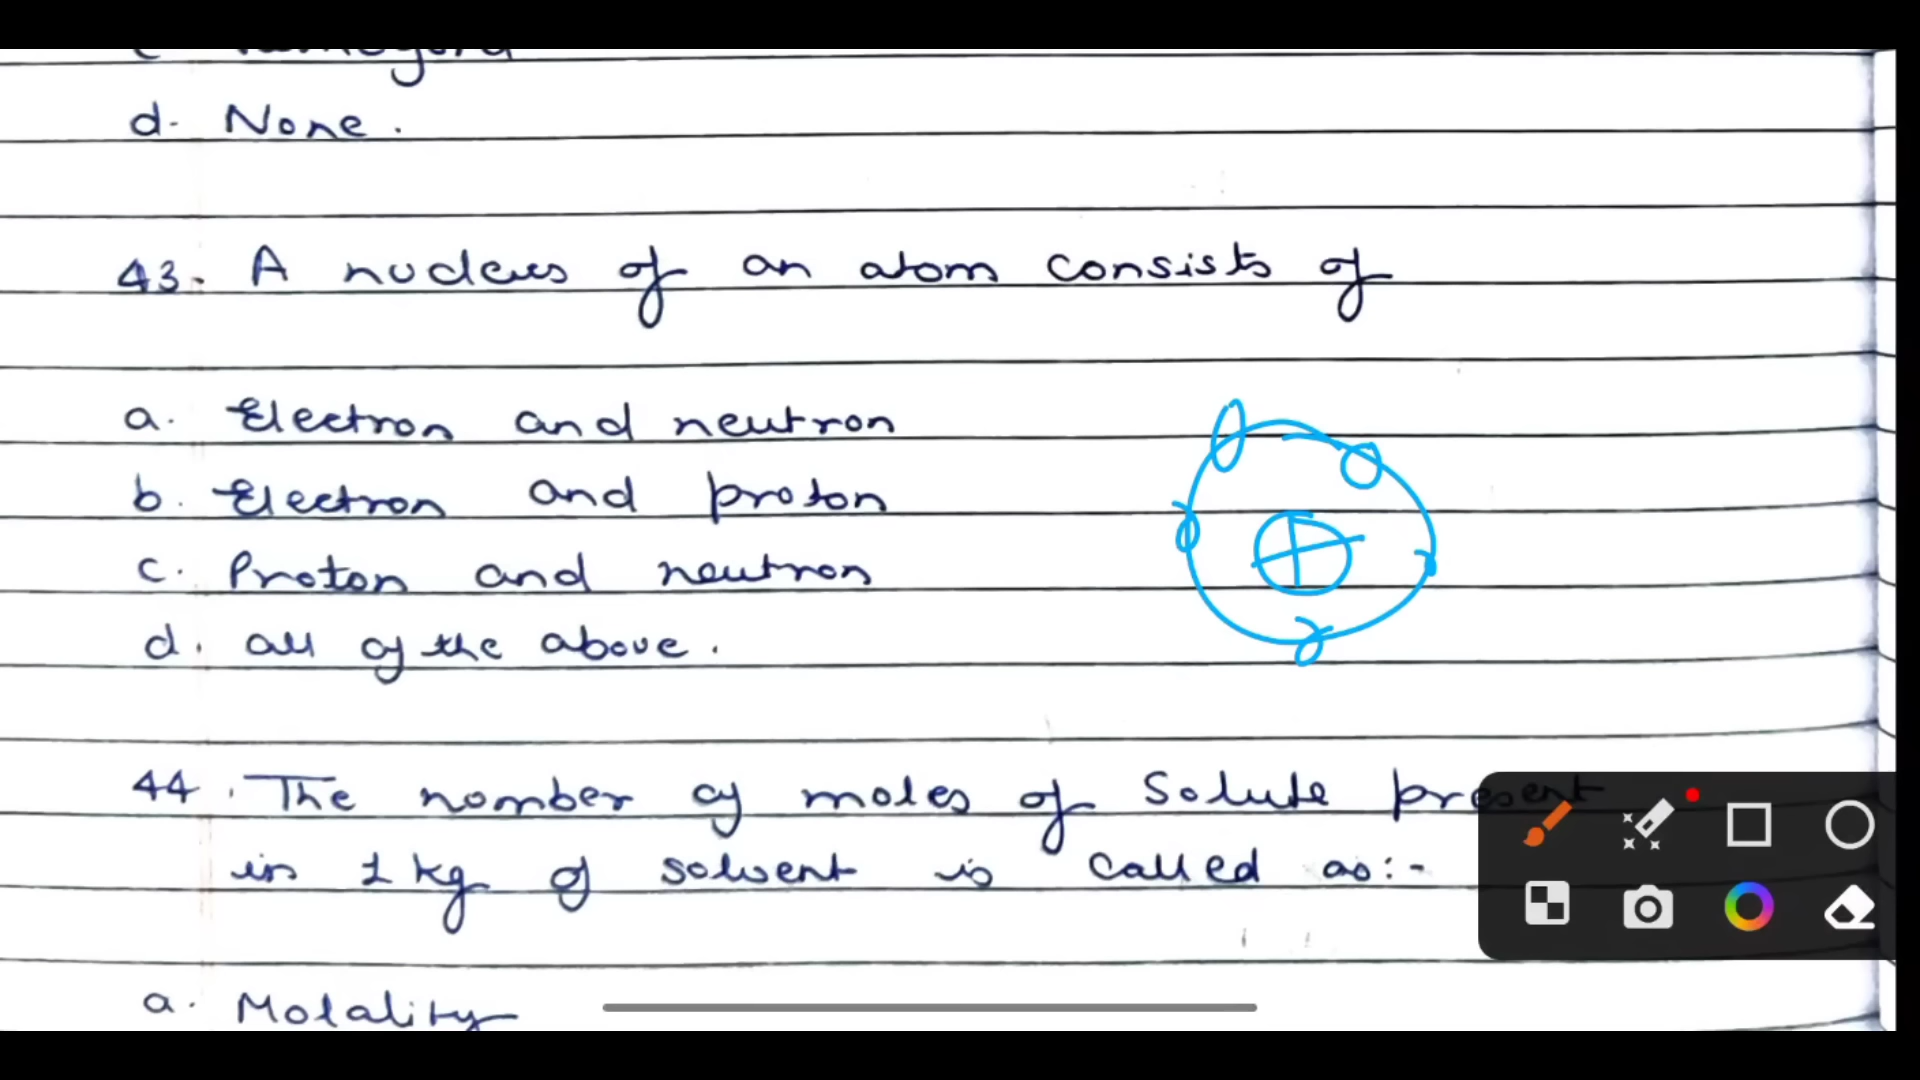 d. None.
43. A nucleus of an atom consists of
a. Electron and neutron
b. Electron and proton
c. Proton and neutron
d. all of the above.
44. The number of moles of Solute present
in 1 kg of solvent is called as:-
a. Molality